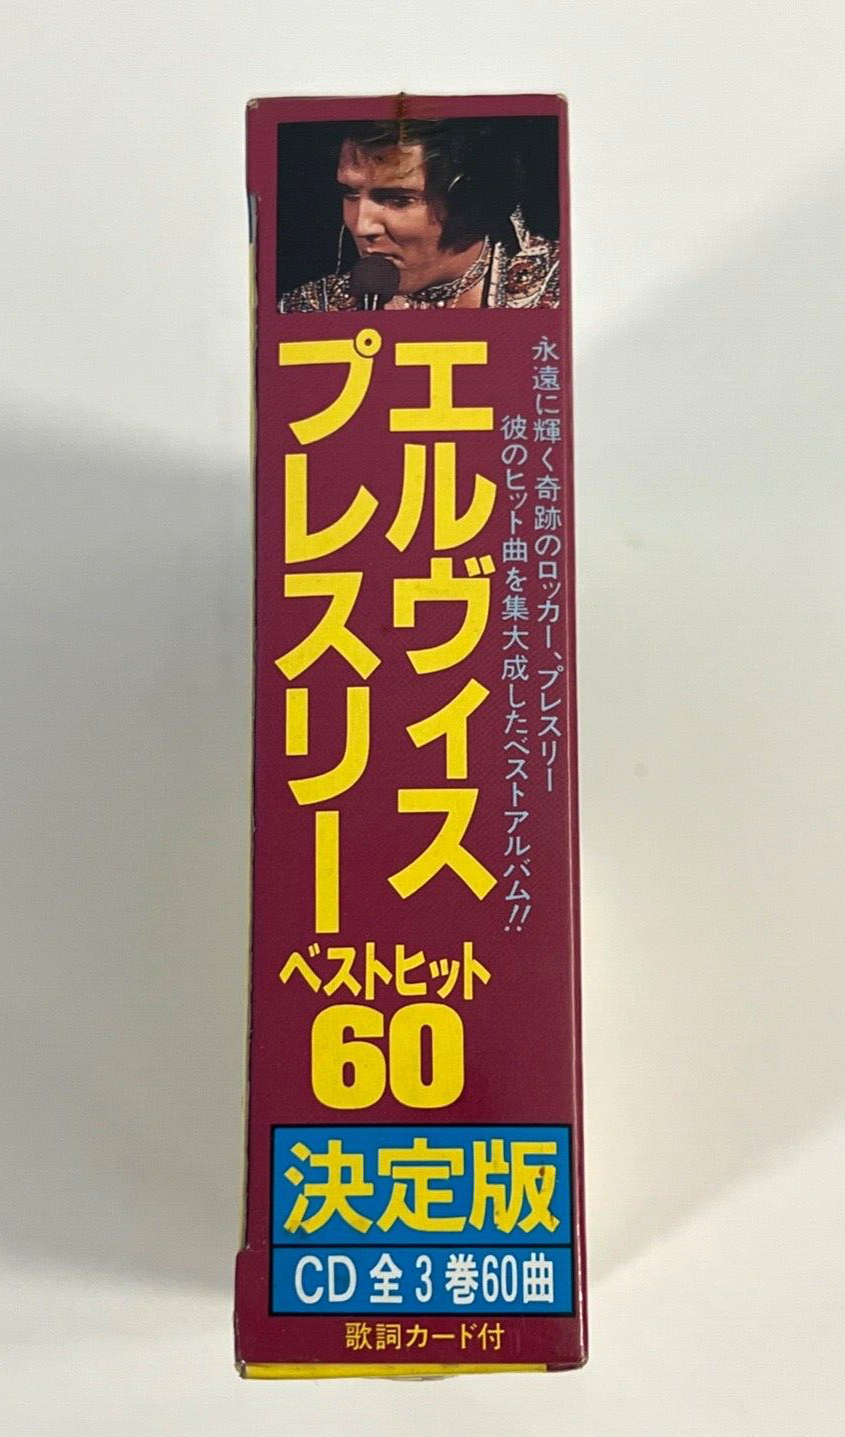 永遠に輝く奇跡のロッカー、プレスリー
彼のヒット曲を集大成したベストアルバム!!
エルヴィス
プレスリー
ベストヒット
60
決定版
CD全3巻60曲
歌詞カード付